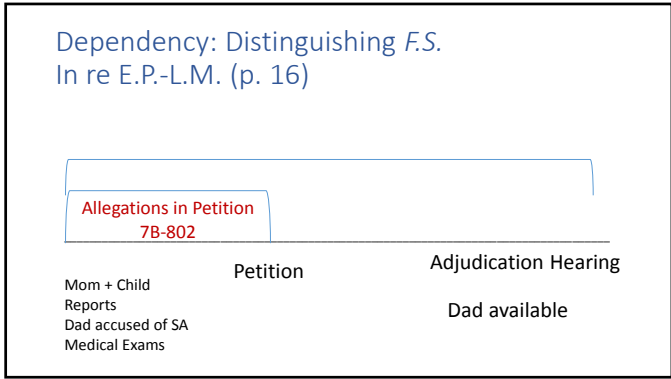 Dependency: Distinguishing F.S.
In re E.P.-L.M. (p. 16)
Allegations in Petition
7B-802
Mom + Child
Reports
Dad accused of SA
Medical Exams
Petition
Adjudication Hearing
Dad available